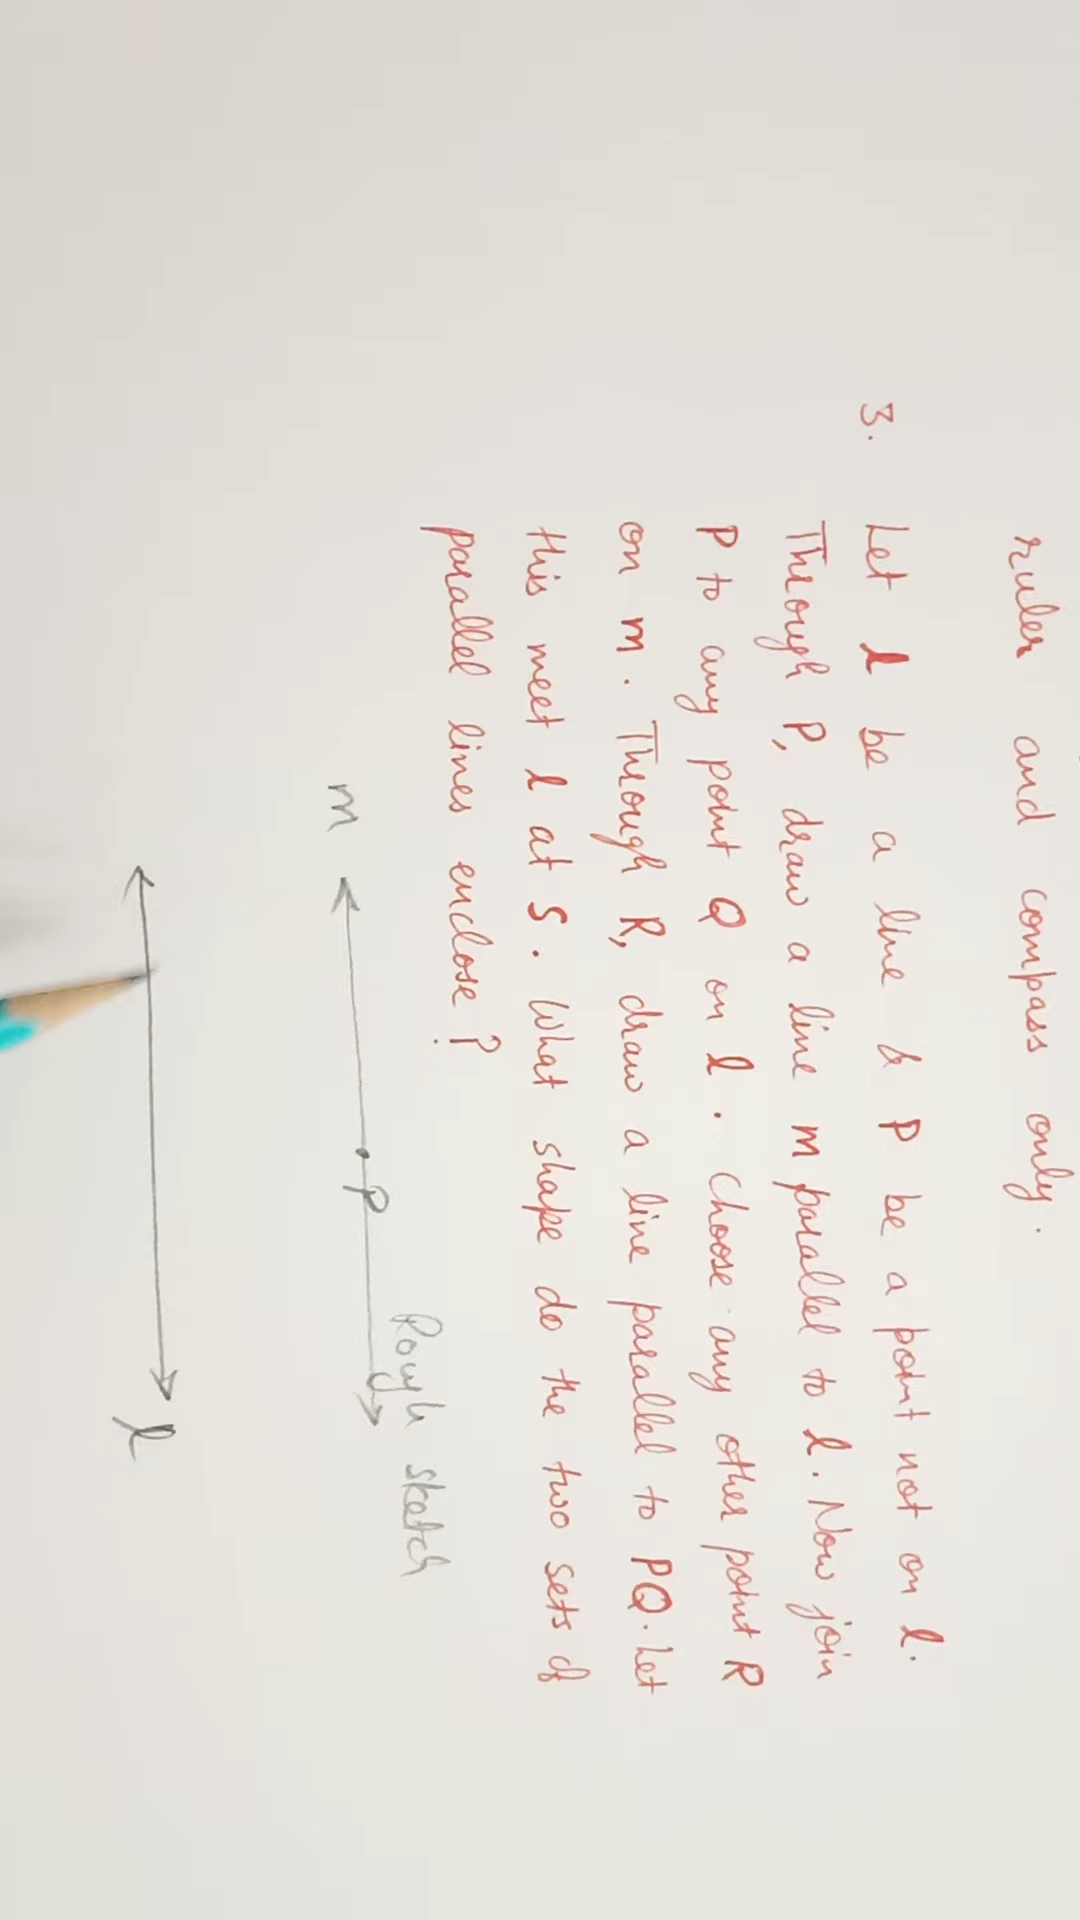 ruler and compass only.
3. Let l be a line & P be a point not on l.
Through P, draw a line m parallel to l. Now join
P to any point Q on l. Choose any other point R
on m. Through R, draw a line parallel to PQ. Let
this meet l at S. What shape do the two sets of
parallel lines enclose?
Rough sketch
m
P
l